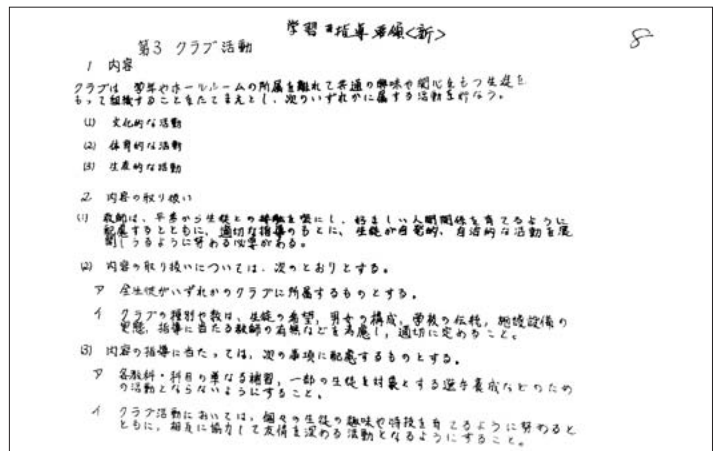 学習指導要領<新>
8
第3 クラブ活動
1 内容
クラブは 学年やホールルームの所属を離れて共通の興味や関心をもつ生徒を
もって組織することをたてまえとし、次のいずれかに属する活動を行なう。
(1) 文化的な活動
(2) 体育的な活動
(3) 生産的な活動
2 内容の取り扱い
(1) 教師は、平素から生徒との接触を密にし、好ましい人間関係を育てるように
配慮するとともに、適切な指導のもとに、生徒が自発的、自治的な活動を展
開しうるように努める必要がある。
(2) 内容の取り扱いについては、次のとおりとする。
ア 全生徒がいずれかのクラブに所属するものとする。
イ クラブの種別や数は、生徒の希望、男女の構成、学校の伝統、施設設備の
実態、指導に当たる教師の有無などを考慮し、適切に定めること。
(3) 内容の指導に当たっては、次の事項に配慮するものとする。
ア 各教科・科目の単なる補習、一部の生徒を対象とする選手養成などのため
の活動とならないようにすること。
イ クラブ活動においては、個々の生徒の趣味や特技を育てるように努めると
ともに、相互に協力して友情を深める活動となるようにすること。